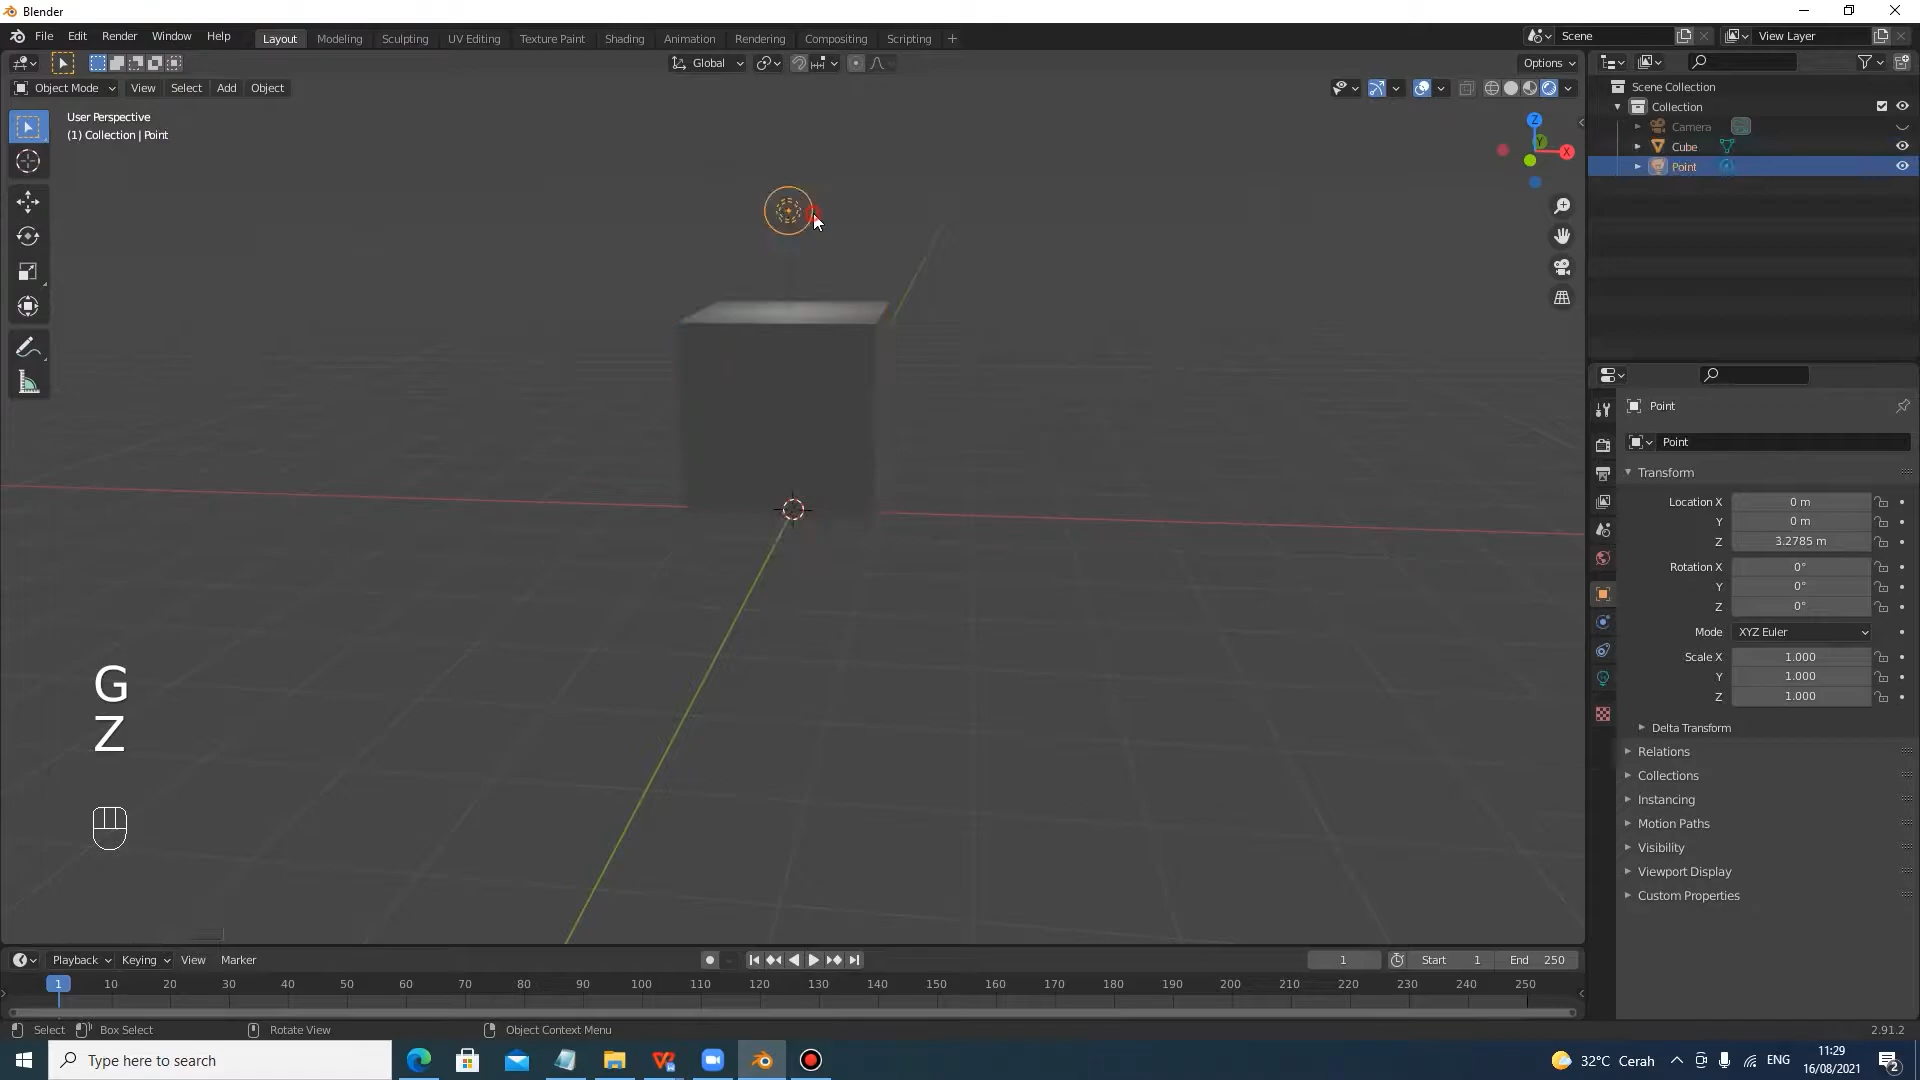 Blender
File Edit Render Window Help
Layout Modeling Sculpting UV Editing Texture Paint Shading Animation Rendering Compositing Scripting +
Scene
View Layer
Global
Options
Object Mode View Select Add Object
User Perspective
(1) Collection | Point
Z
Y
X
Scene Collection
Collection
Camera
Cube
Point
Point
Point
Transform
Location X 0 m
Y 0 m
Z 3.2785 m
Rotation X 0°
Y 0°
Z 0°
Mode XYZ Euler
Scale X 1.000
Y 1.000
Z 1.000
Delta Transform
Relations
Collections
Instancing
Motion Paths
Visibility
Viewport Display
Custom Properties
G
Z
Playback Keying View Marker
1 Start 1 End 250
1 10 20 30 40 50 60 70 80 90 100 110 120 130 140 150 160 170 180 190 200 210 220 230 240 250
Select Box Select Rotate View Object Context Menu 2.91.2
Type here to search
32°C Cerah ENG
11:29
16/08/2021
2